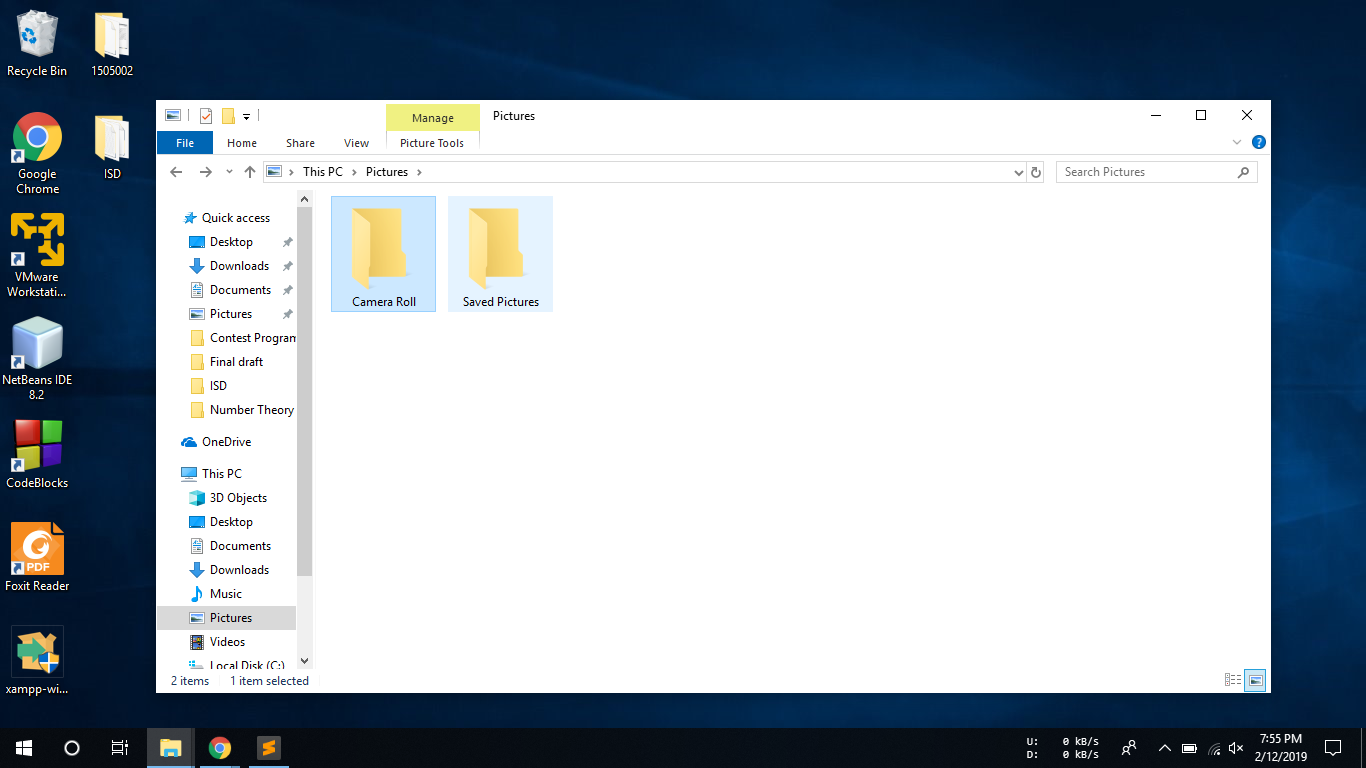 Recycle Bin
1505002
Google
Chrome
ISD
VMware
Workstati...
NetBeans IDE
8.2
CodeBlocks
Foxit Reader
PDF
xampp-wi...
Manage
Pictures
File
Home
Share
View
Picture Tools
?
This PC
Pictures
Search Pictures
Quick access
Desktop
Downloads
Documents
Pictures
Contest Program
Final draft
ISD
Number Theory
OneDrive
This PC
3D Objects
Desktop
Documents
Downloads
Music
Pictures
Videos
Local Disk (C:)
Camera Roll
Saved Pictures
2 items
1 item selected
U: 0 kB/s
D: 0 kB/s
7:55 PM
2/12/2019